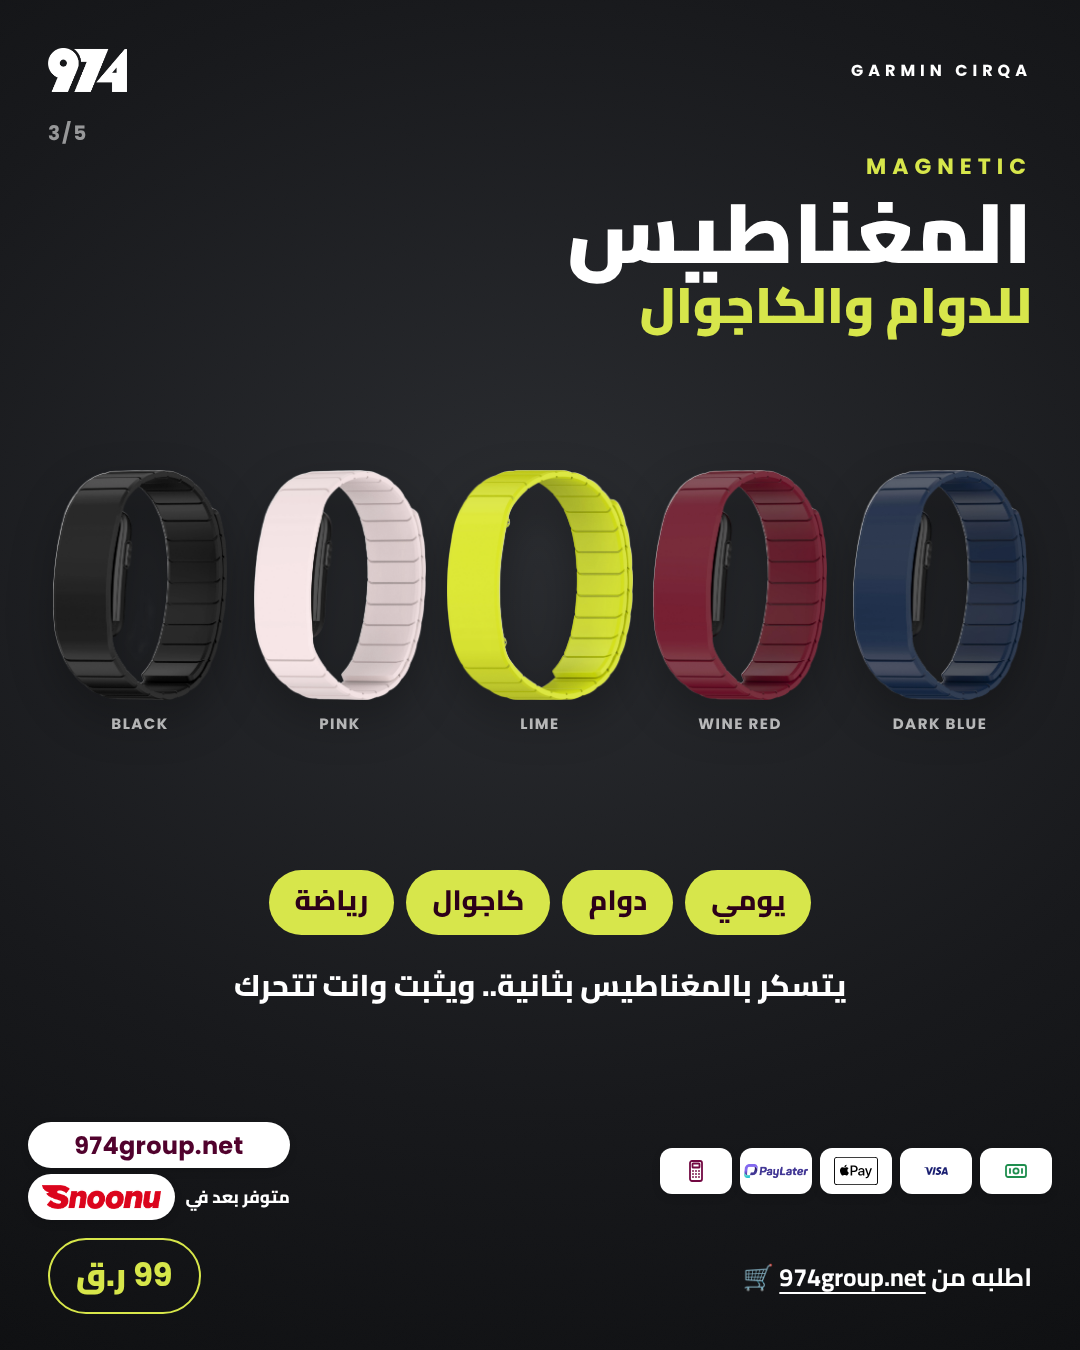 974
GARMIN CIRQA
3/5
MAGNETIC
المغناطيس
للدوام والكاجوال
BLACK
PINK
LIME
WINE RED
DARK BLUE
يومي
دوام
كاجوال
رياضة
يتسكر بالمغناطيس بثانية.. ويثبت وانت تتحرك
974group.net
متوفر بعد في Snoonu
PayLater
Pay
VISA
99 ر.ق
اطلبه من 974group.net 🛒